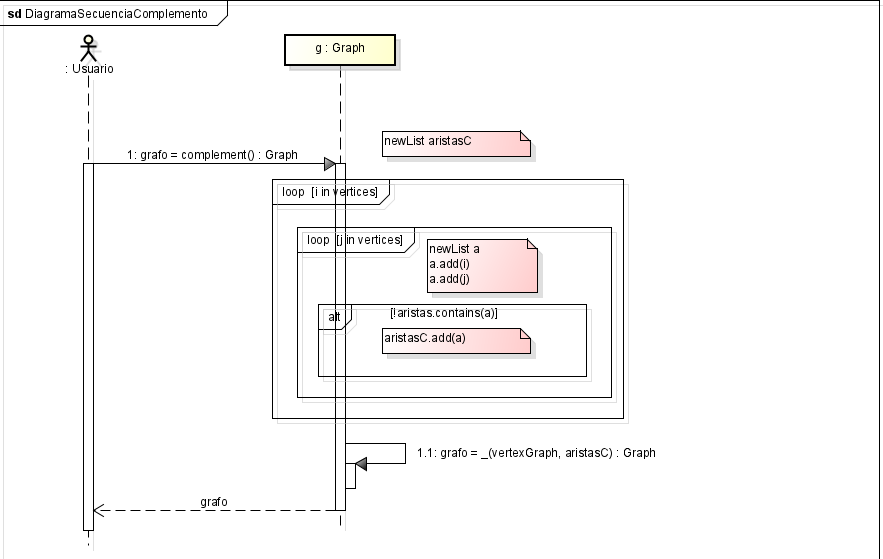 sd DiagramaSecuenciaComplemento
: Usuario
g : Graph
newList aristasC
1: grafo = complement() : Graph
loop [i in vertices]
loop [j in vertices]
newList a
a.add(i)
a.add(j)
alt [!aristas.contains(a)]
aristasC.add(a)
1.1: grafo = _(vertexGraph, aristasC) : Graph
grafo